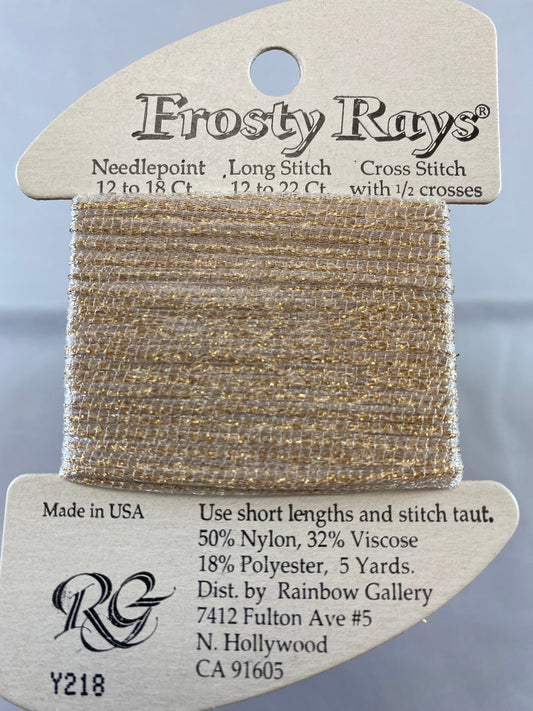 Frosty Rays®
Needlepoint Long Stitch Cross Stitch
12 to 18 Ct. 12 to 22 Ct. with 1/2 crosses
Made in USA
Use short lengths and stitch taut.
50% Nylon, 32% Viscose
18% Polyester, 5 Yards.
Dist. by Rainbow Gallery
7412 Fulton Ave #5
N. Hollywood
CA 91605
RG
Y218